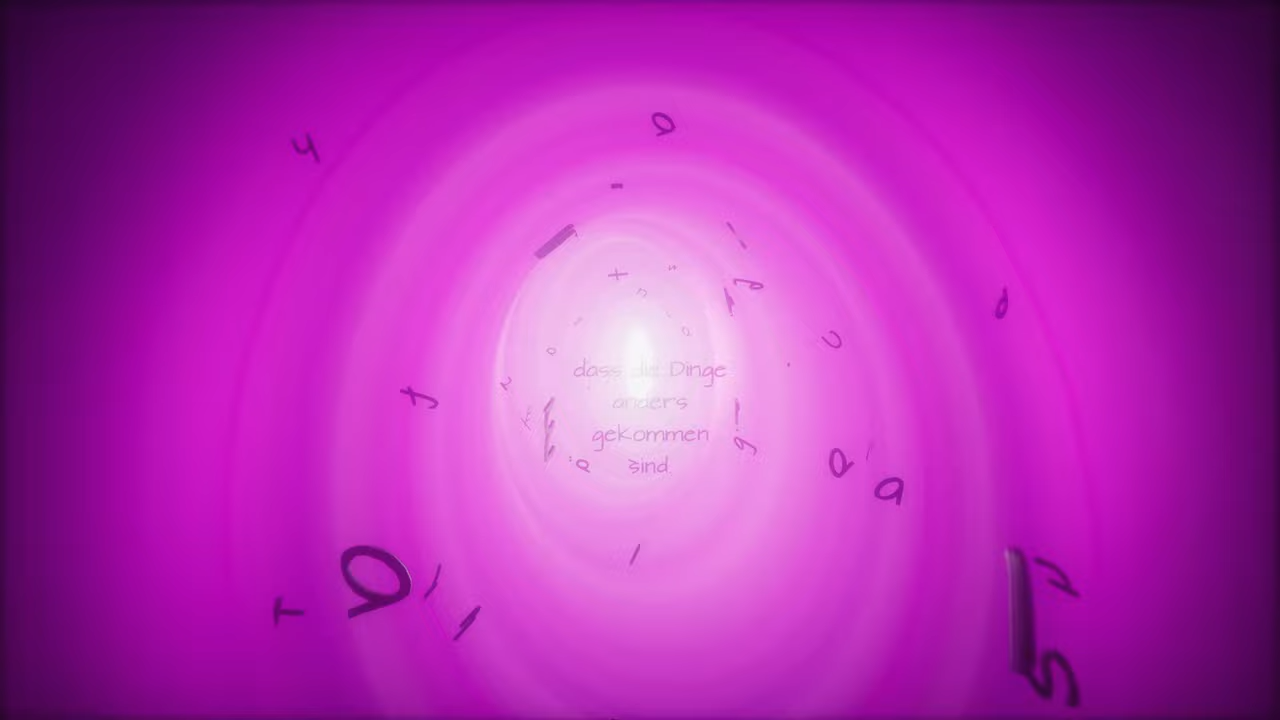 dass die Dinge
anders
gekommen
sind.